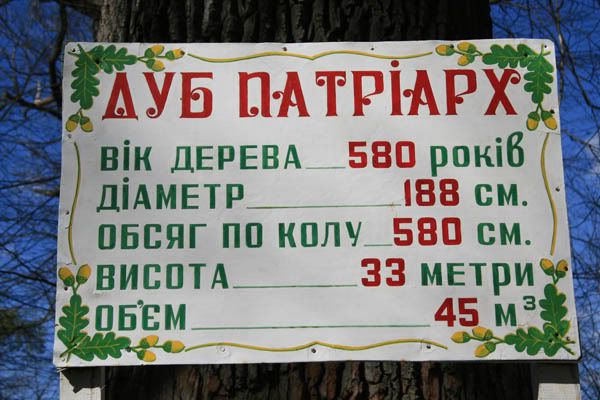 ДУБ ПАТРІАРХ
ВІК ДЕРЕВА 580 РОКІВ
ДІАМЕТР 188 СМ.
ОБСЯГ ПО КОЛУ 580 СМ.
ВИСОТА 33 МЕТРИ
ОБ'ЄМ 45 М³